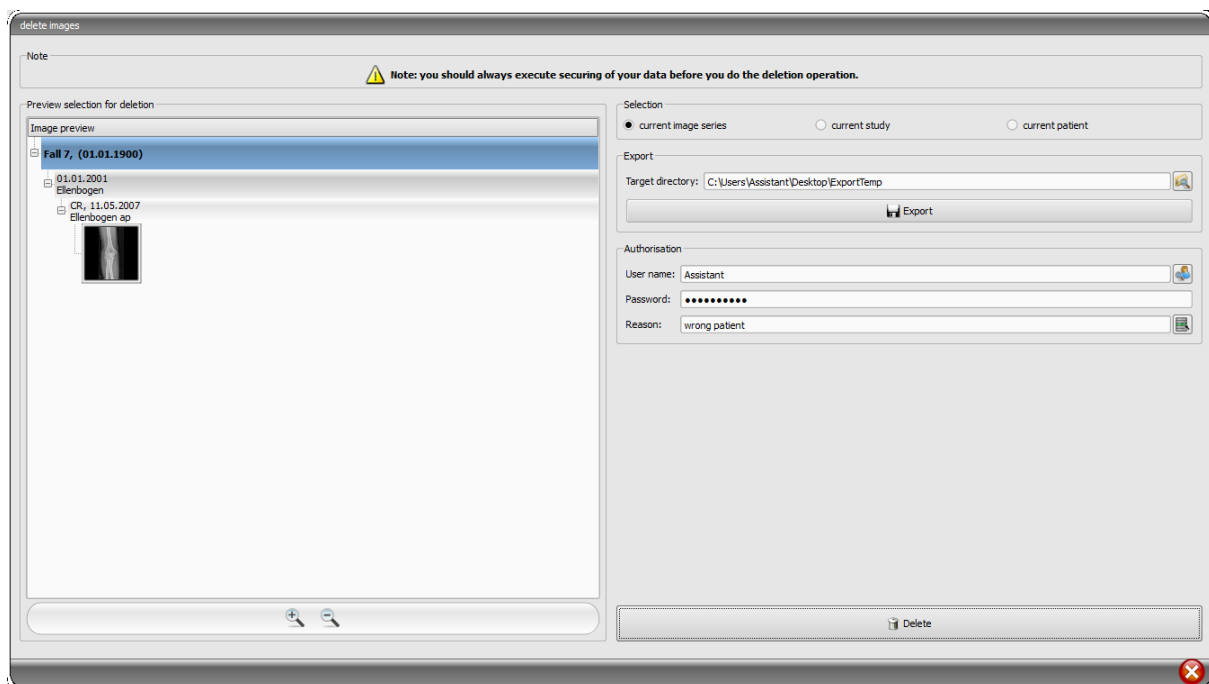 delete images
Note
Note: you should always execute securing of your data before you do the deletion operation.
Preview selection for deletion
Image preview
Fall 7, (01.01.1900)
01.01.2001
Ellenbogen
CR, 11.05.2007
Ellenbogen ap
Selection
current image series current study current patient
Export
Target directory: C:\Users\Assistant\Desktop\ExportTemp
Export
Authorisation
User name: Assistant
Password: ●●●●●●●●●●
Reason: wrong patient
Delete